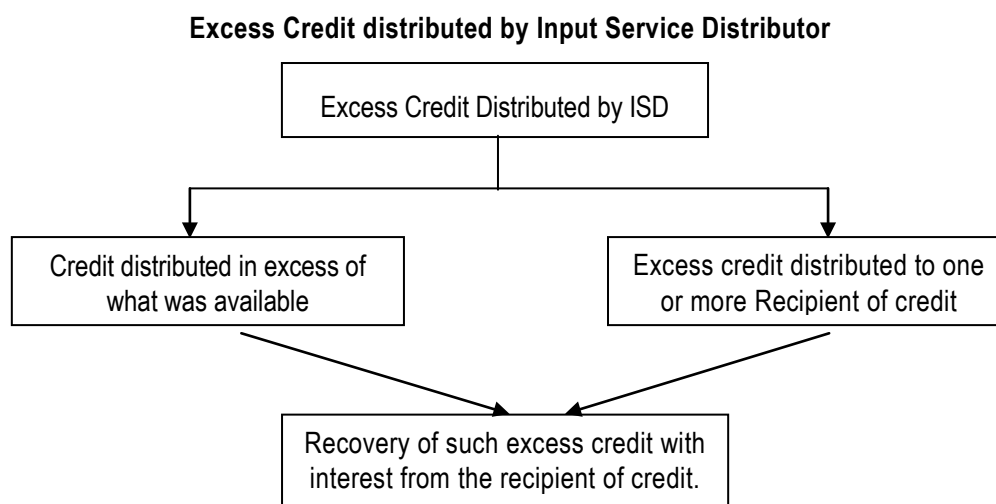 Excess Credit distributed by Input Service Distributor
Excess Credit Distributed by ISD
Credit distributed in excess of
what was available
Excess credit distributed to one
or more Recipient of credit
Recovery of such excess credit with
interest from the recipient of credit.